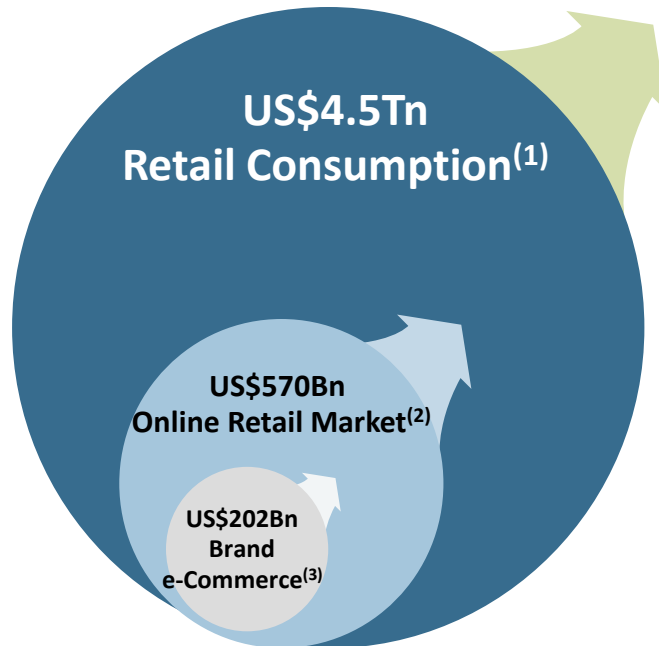 US$4.5Tn
Retail Consumption(1)
US$570Bn
Online Retail Market(2)
US$202Bn
Brand
e-Commerce(3)